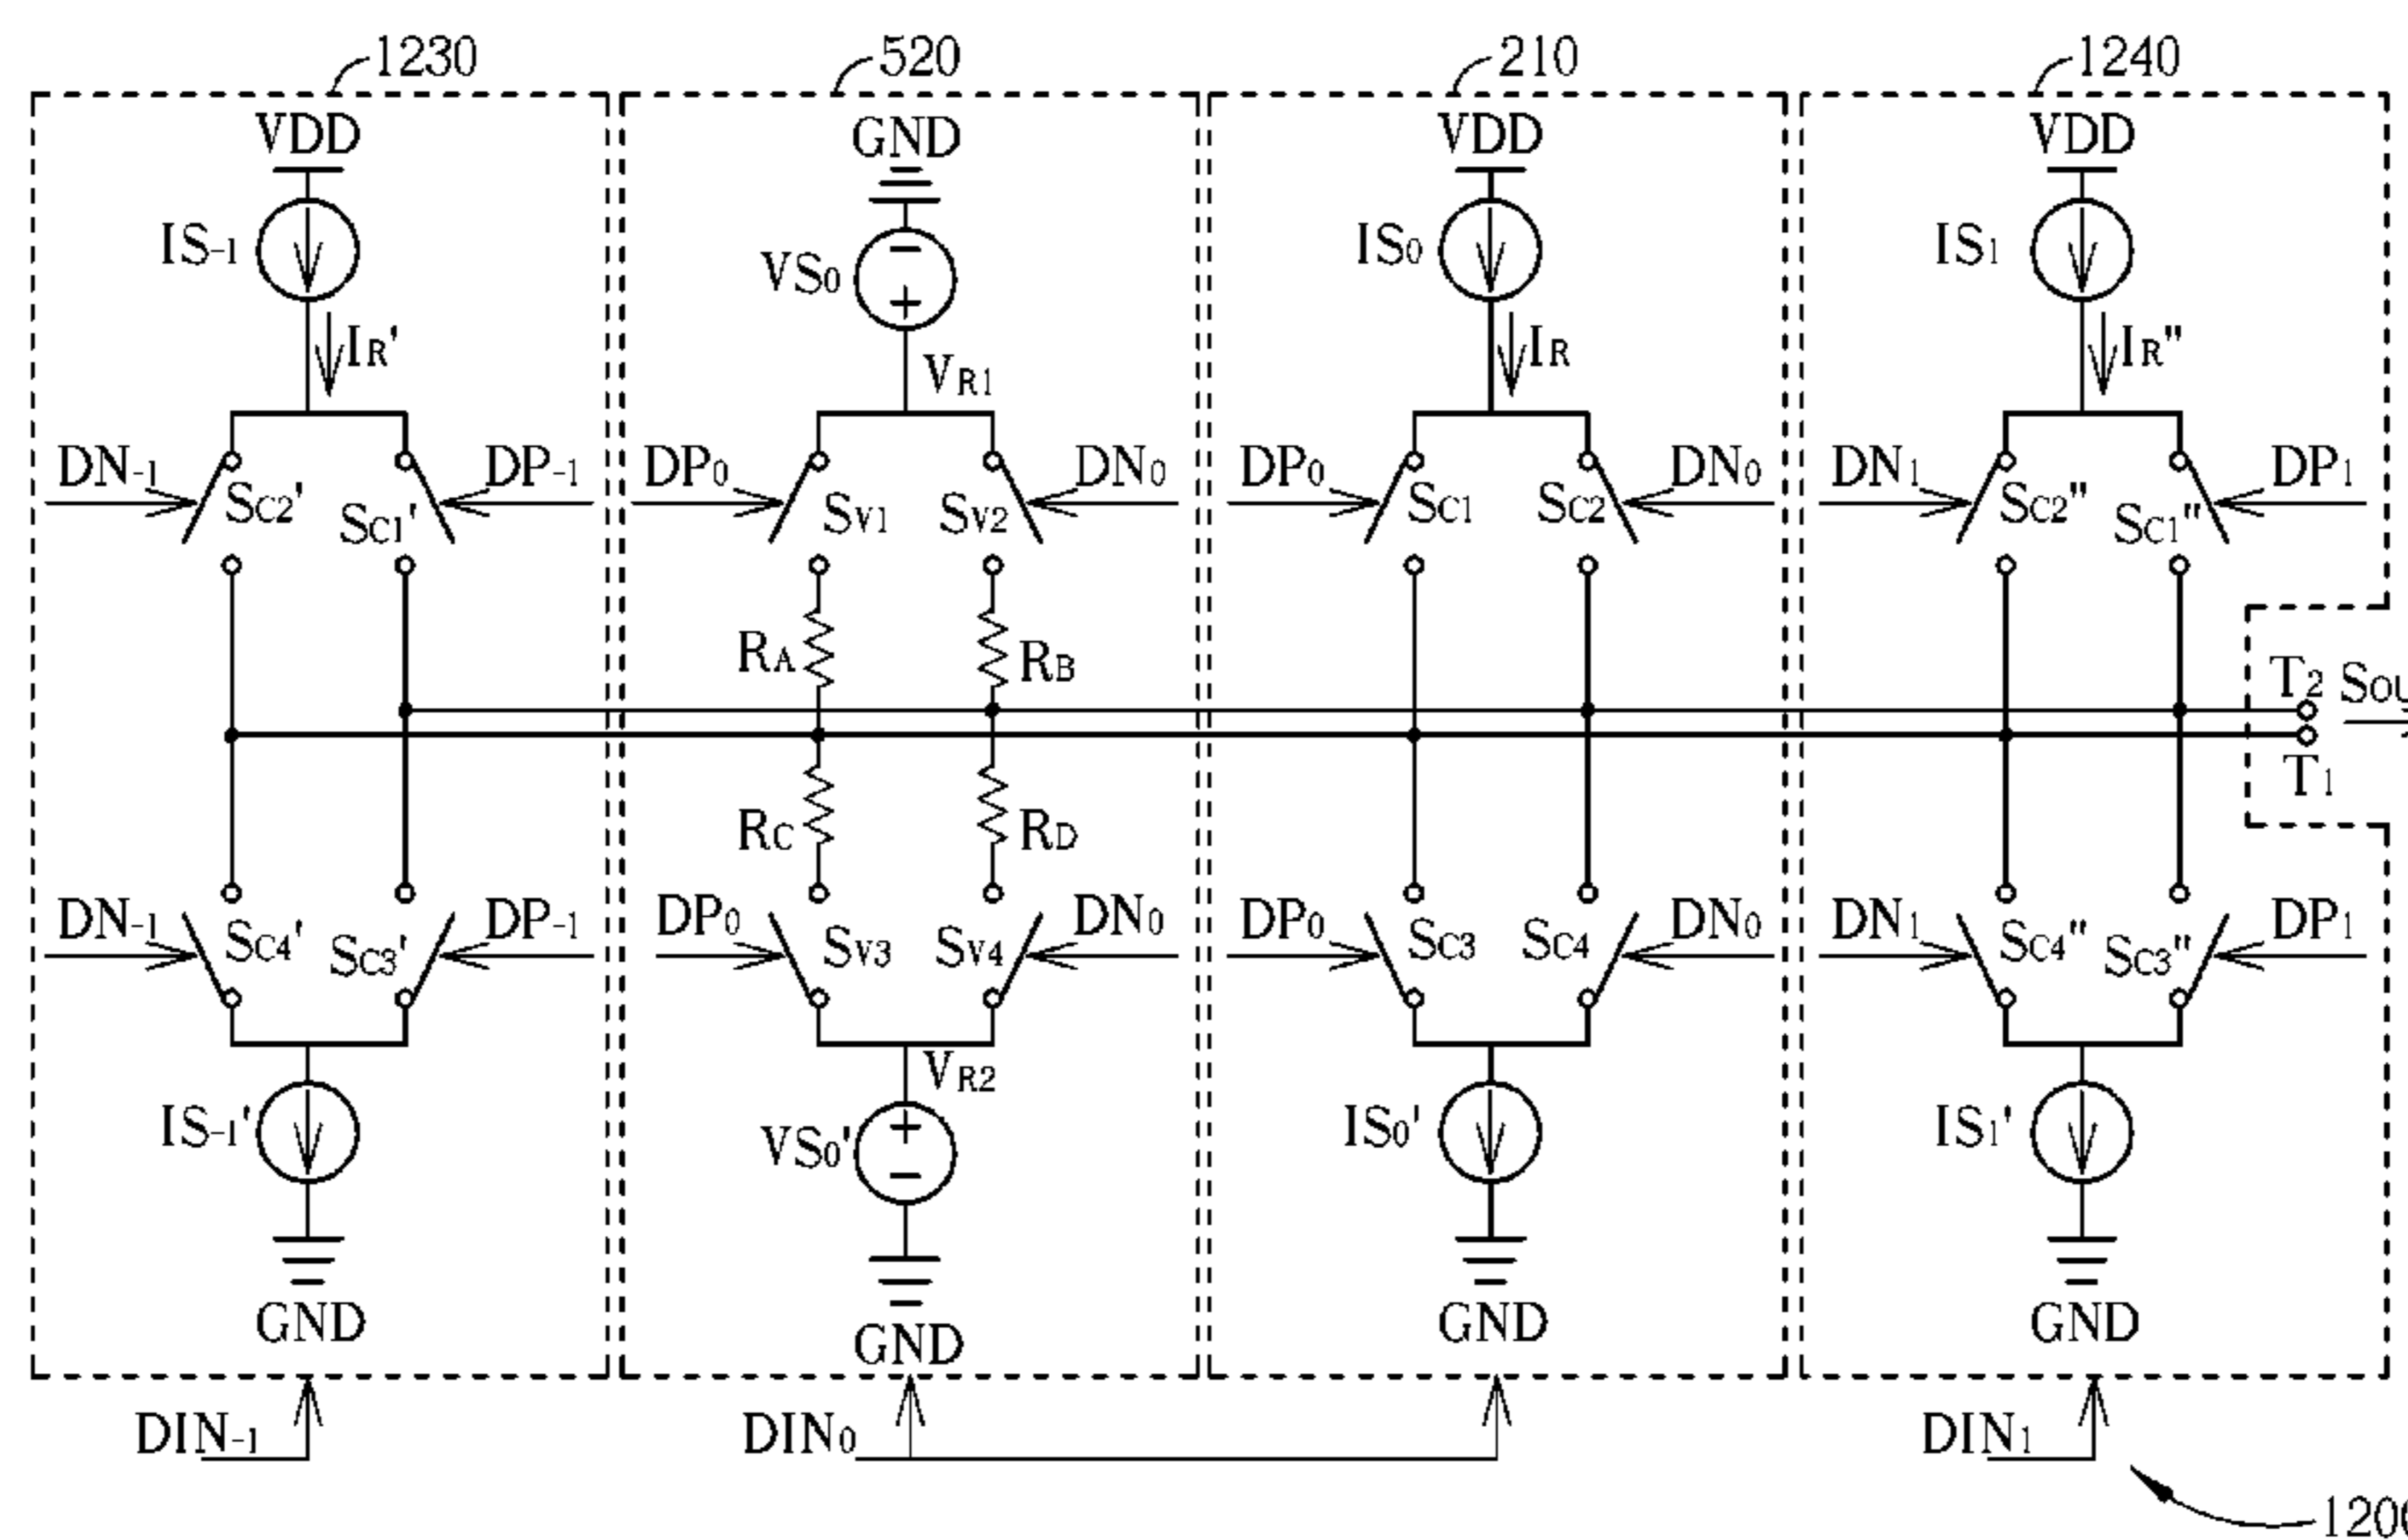 1230 520 210 1240
VDD GND VDD VDD
IS-1 VS0 IS0 IS1
IR' VR1 IR IR"
DN-1 SC2' SC1' DP-1 DP0 SV1 SV2 DN0 DP0 SC1 SC2 DN0 DN1 SC2" SC1" DP1
RA RB
T2 SOU
RC RD T1
DN-1 SC4' SC3' DP-1 DP0 SV3 SV4 DN0 DP0 SC3 SC4 DN0 DN1 SC4" SC3" DP1
VR2
IS-1' VS0' IS0' IS1'
GND GND GND GND
DIN-1 DIN0 DIN1
120